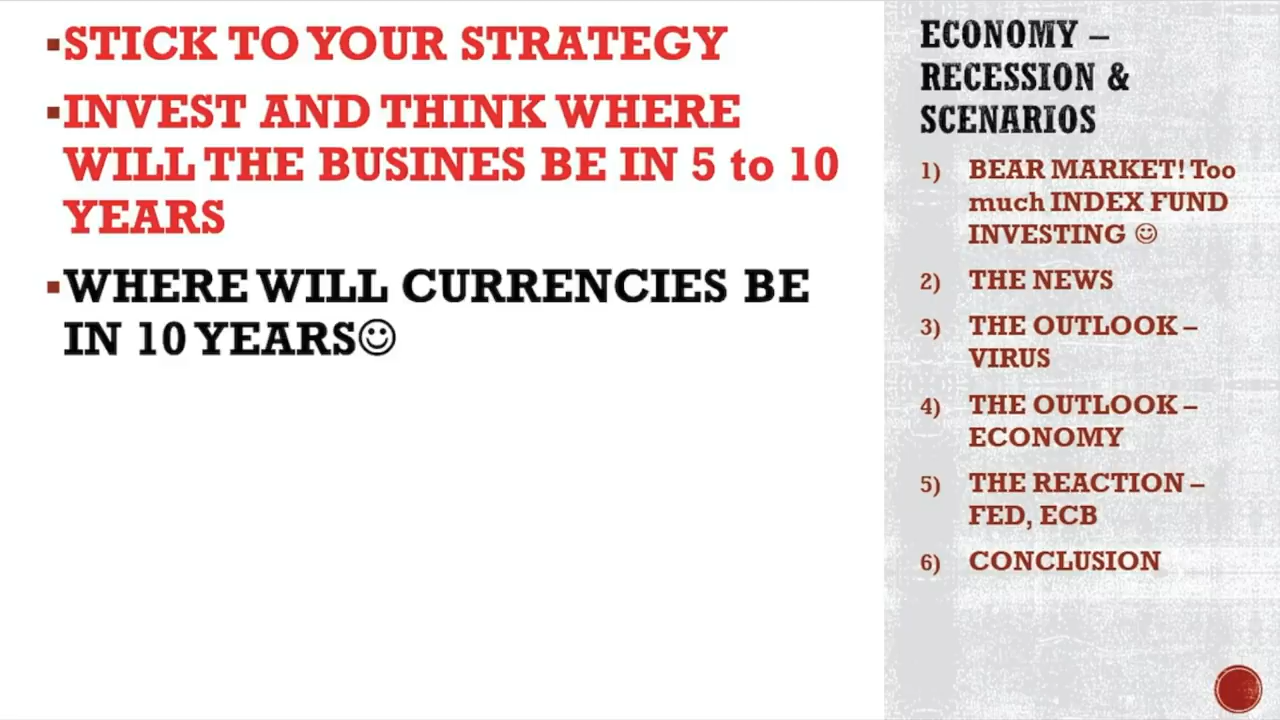 ▪STICK TO YOUR STRATEGY
▪INVEST AND THINK WHERE
WILL THE BUSINES BE IN 5 to 10
YEARS
▪WHERE WILL CURRENCIES BE
IN 10 YEARS☺
ECONOMY –
RECESSION &
SCENARIOS
1) BEAR MARKET! Too
much INDEX FUND
INVESTING ☺
2) THE NEWS
3) THE OUTLOOK –
VIRUS
4) THE OUTLOOK –
ECONOMY
5) THE REACTION –
FED, ECB
6) CONCLUSION